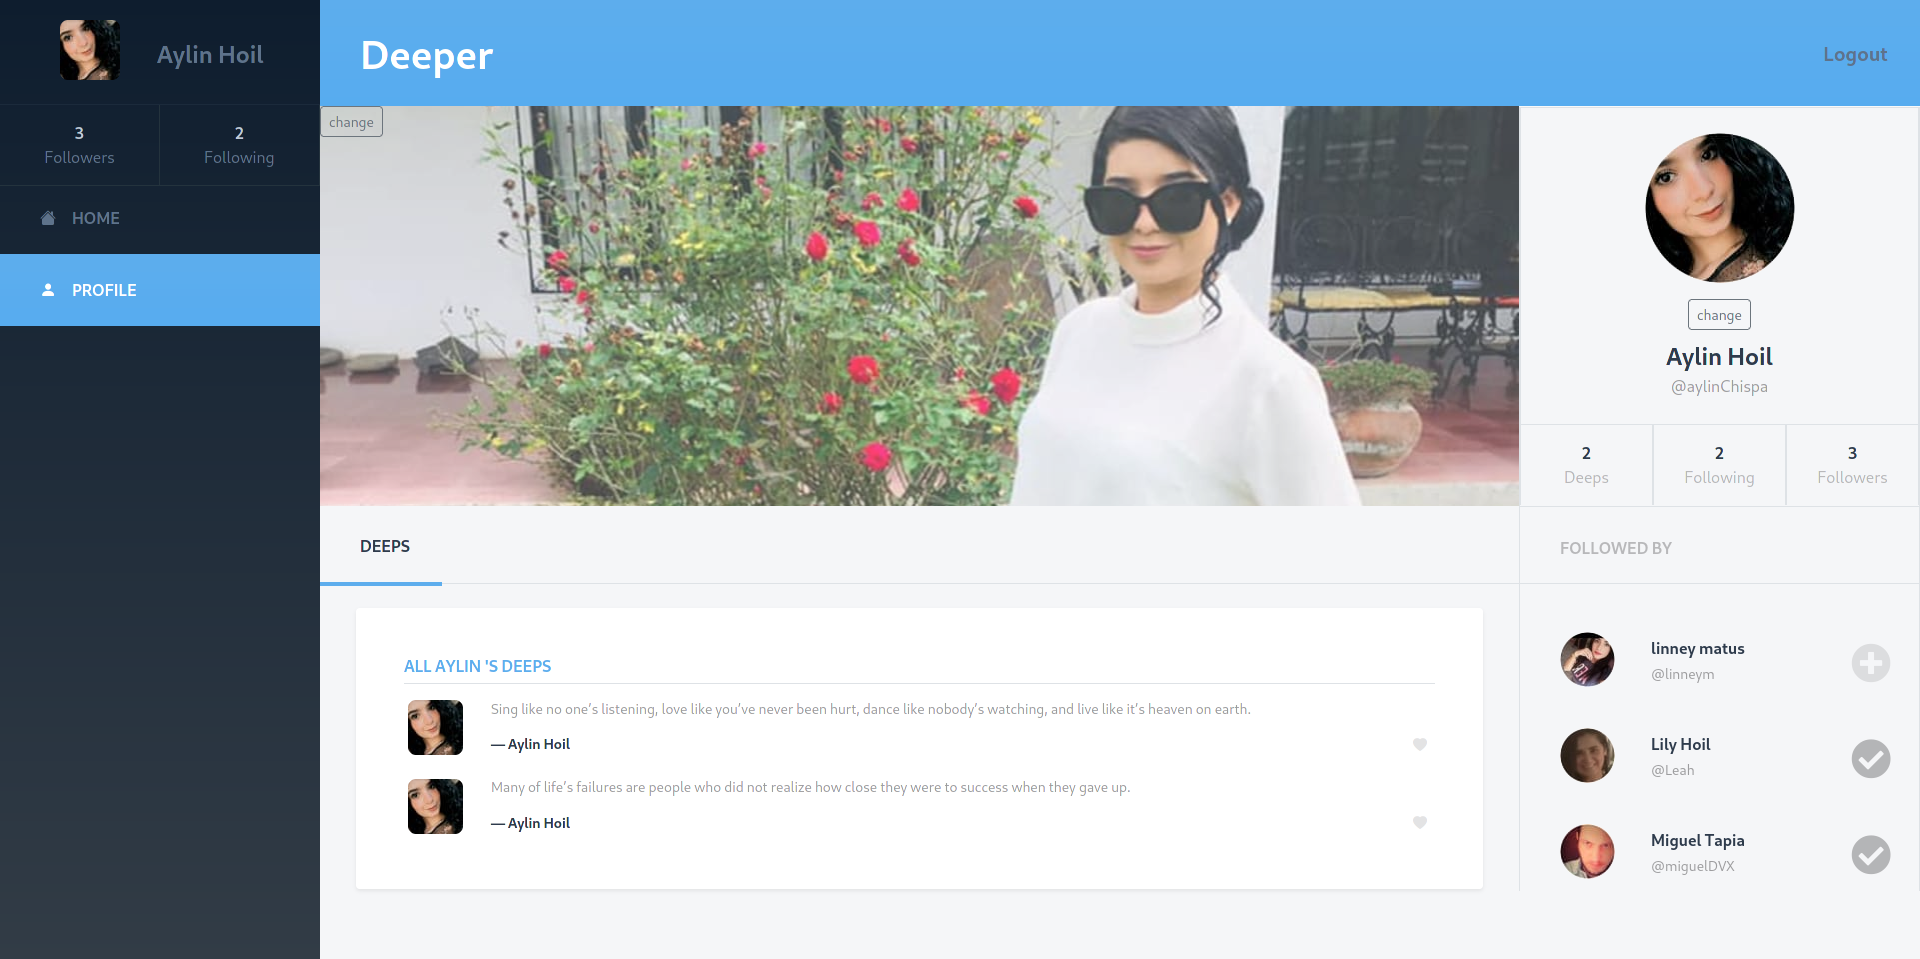 Aylin Hoil
3
Followers
2
Following
HOME
PROFILE
Deeper
Logout
change
change
Aylin Hoil
@aylinChispa
2
Deeps
2
Following
3
Followers
DEEPS
ALL AYLIN 'S DEEPS
Sing like no one’s listening, love like you’ve never been hurt, dance like nobody’s watching, and live like it’s heaven on earth.
— Aylin Hoil
Many of life’s failures are people who did not realize how close they were to success when they gave up.
— Aylin Hoil
FOLLOWED BY
linney matus
@linneym
Lily Hoil
@Leah
Miguel Tapia
@miguelDVX